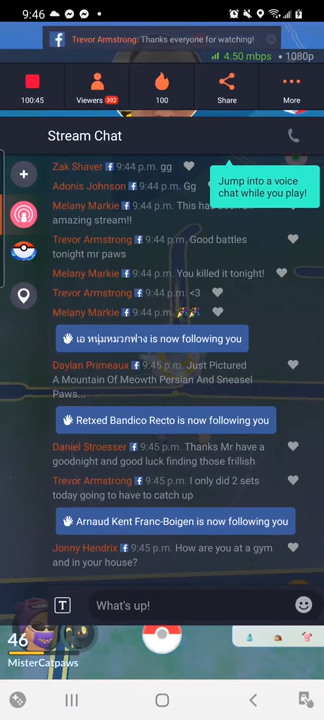 9:46
Trevor Armstrong: Thanks everyone for watching!
4.50 mbps • 1080p
100:45
Viewers 392
100
Share
More
Stream Chat
Zak Shaver 9:44 p.m. gg
Adonis Johnson 9:44 p.m. Gg
Jump into a voice
chat while you play!
Melany Markie 9:44 p.m. This has been
amazing stream!!
Trevor Armstrong 9:44 p.m. Good battles
tonight mr paws
Melany Markie 9:44 p.m. You killed it tonight!
Trevor Armstrong 9:44 p.m. <3
Melany Markie 9:44 p.m. 🎉🎉
👋 เอ หนุ่มหมวกฟาง is now following you
Daylan Primeaux 9:45 p.m. Just Pictured
A Mountain Of Meowth Persian And Sneasel
Paws...
👋 Retxed Bandico Recto is now following you
Daniel Stroesser 9:45 p.m. Thanks Mr have a
goodnight and good luck finding those frillish
Trevor Armstrong 9:45 p.m. I only did 2 sets
today going to have to catch up
👋 Arnaud Kent Franc-Boigen is now following you
Jonny Hendrix 9:45 p.m. How are you at a gym
and in your house?
T
What's up!
46
MisterCatpaws